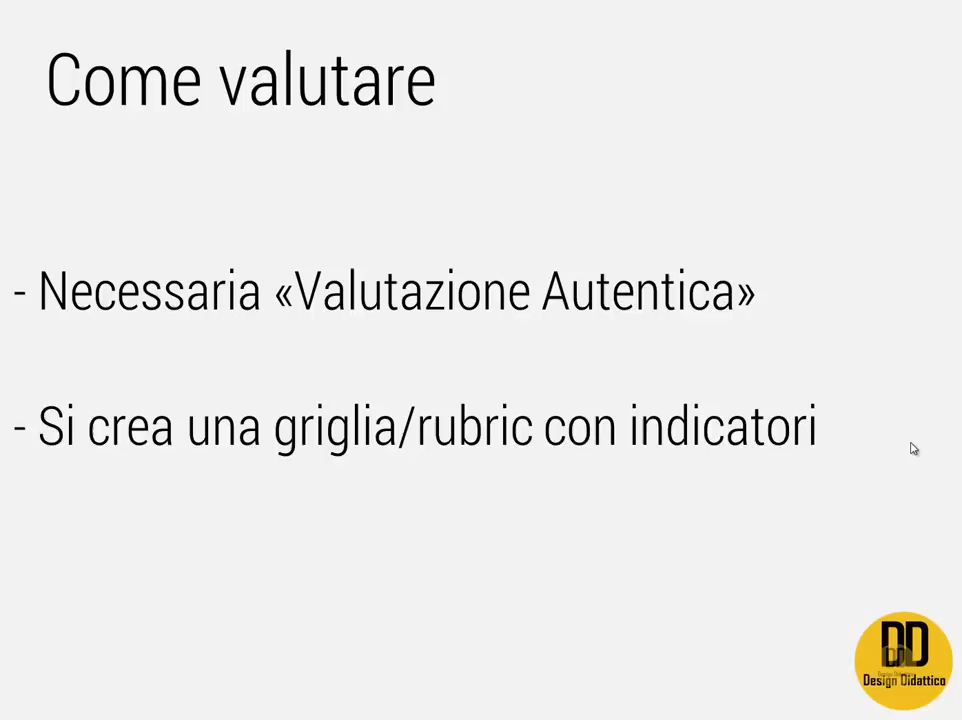 Come valutare
- Necessaria «Valutazione Autentica»
- Si crea una griglia/rubric con indicatori
DD
Design Didattico